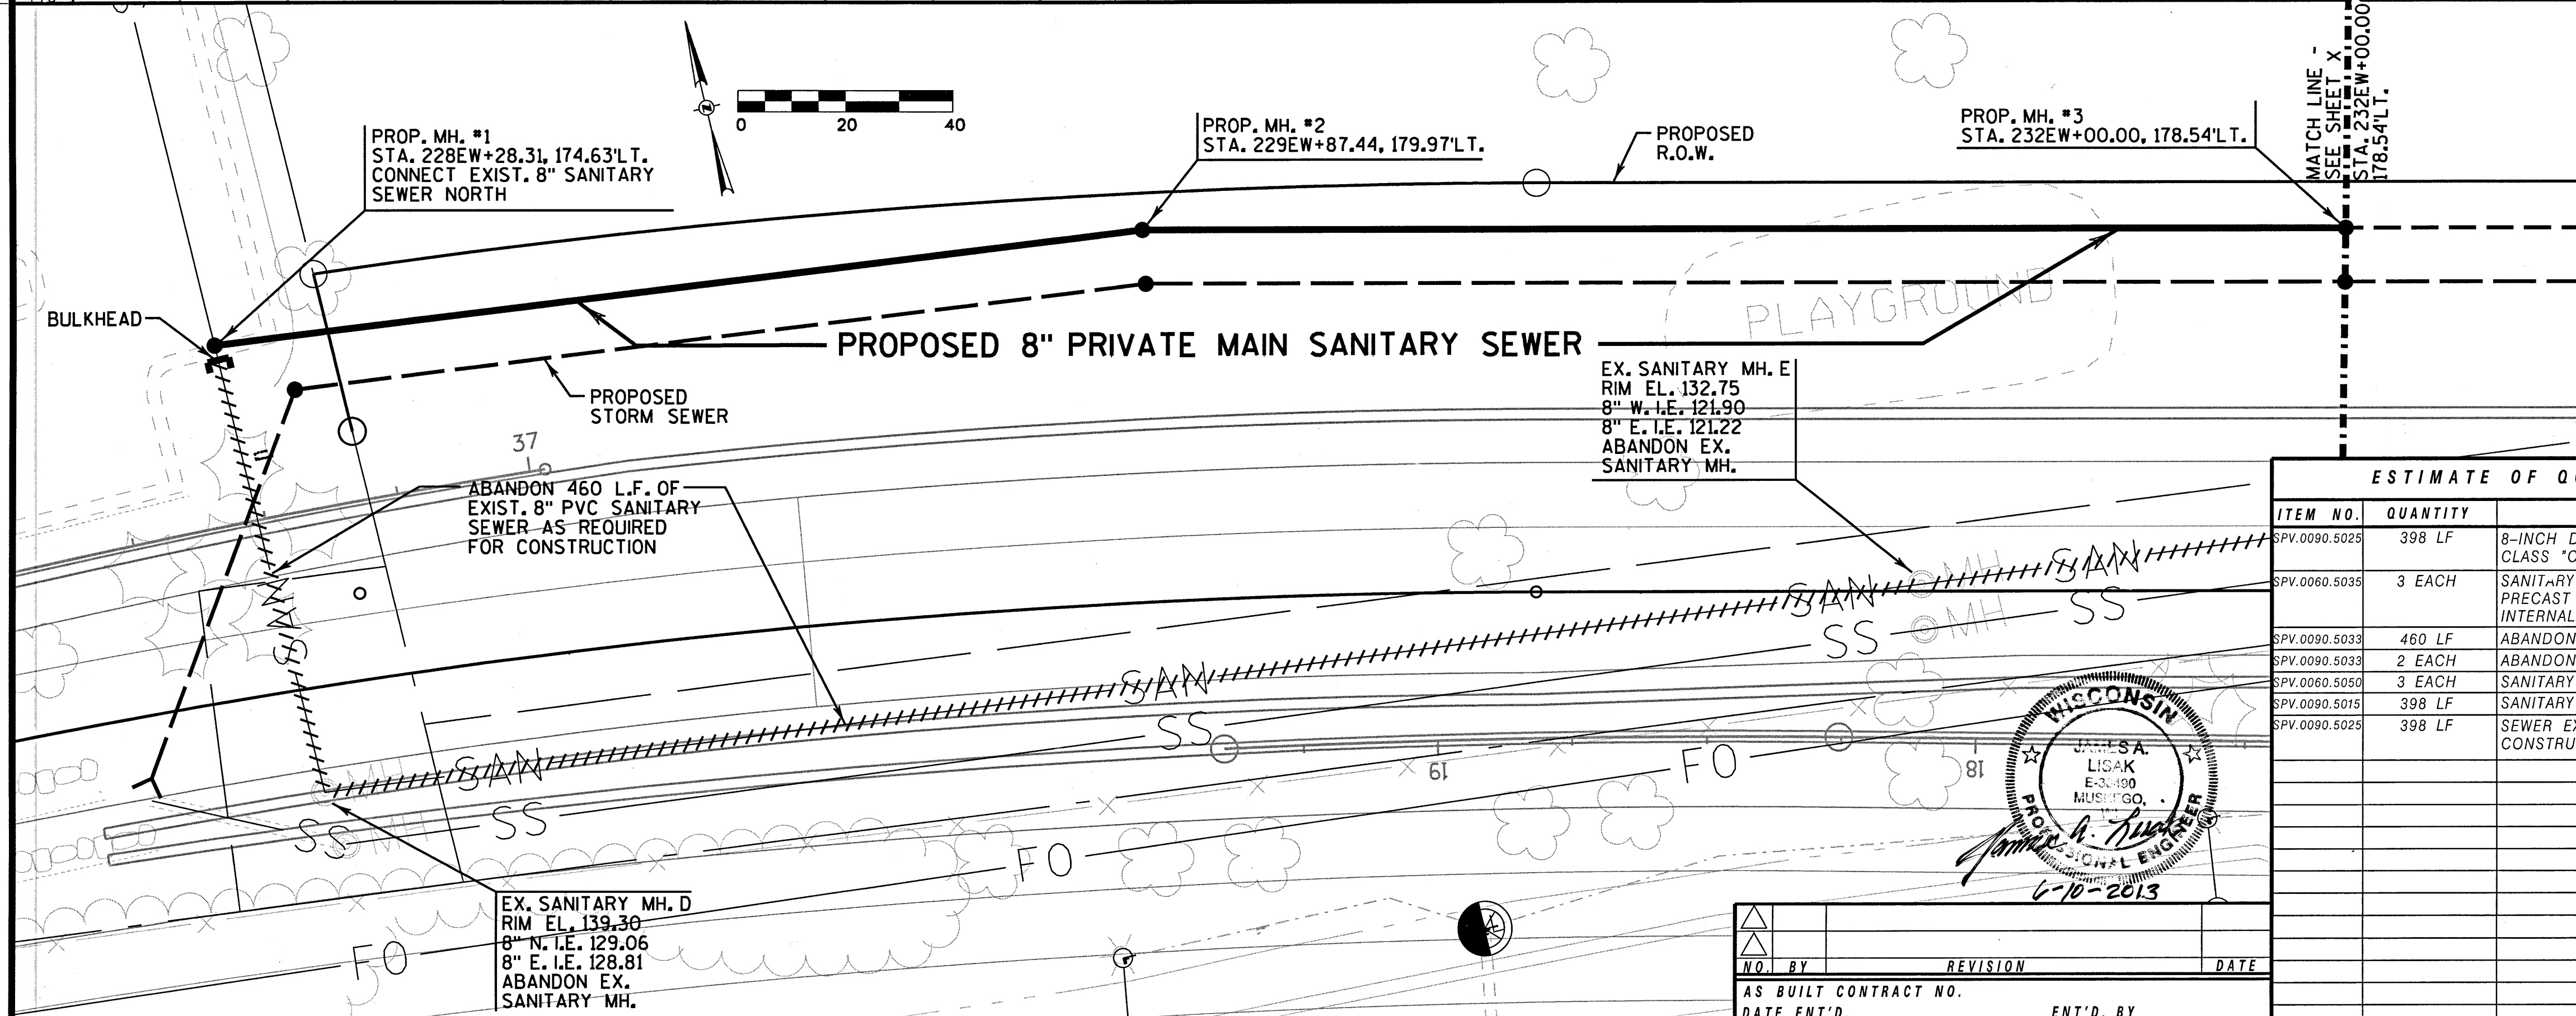 PROP. MH. #1
STA. 228EW+28.31, 174.63'LT.
CONNECT EXIST. 8" SANITARY
SEWER NORTH
0 20 40
PROP. MH. #2
STA. 229EW+87.44, 179.97'LT.
PROPOSED
R.O.W.
PROP. MH. #3
STA. 232EW+00.00, 178.54'LT.
MATCH LINE -
SEE SHEET X
STA. 232EW+00.00
178.54'LT.
BULKHEAD
PROPOSED 8" PRIVATE MAIN SANITARY SEWER
PLAYGROUND
PROPOSED
STORM SEWER
EX. SANITARY MH. E
RIM EL. 132.75
8" W. I.E. 121.90
8" E. I.E. 121.22
ABANDON EX.
SANITARY MH.
37
ABANDON 460 L.F. OF
EXIST. 8" PVC SANITARY
SEWER AS REQUIRED
FOR CONSTRUCTION
SAN
MH
SAN
SAN
MH
SS
SS
SAN
SS
SAN
MH
SS
SS
MH
19
18
FO
FO
FO
EX. SANITARY MH. D
RIM EL. 139.30
8" N. I.E. 129.06
8" E. I.E. 128.81
ABANDON EX.
SANITARY MH.
WISCONSIN
JAMES A.
LISAK
MUSKEGO,
PROFESSIONAL ENGINEER
James A. Lisak
6-10-2013
ESTIMATE OF
ITEM NO. QUANTITY
SPV.0090.5025 398 LF 8-INCH
CLASS
SPV.0060.5035 3 EACH SANITARY
PRECAST
INTERNAL
SPV.0090.5033 460 LF ABANDON
SPV.0090.5033 2 EACH ABANDON
SPV.0060.5050 3 EACH SANITARY
SPV.0090.5015 398 LF SANITARY
SPV.0090.5025 398 LF SEWER
CONSTRU
NO. BY REVISION DATE
AS BUILT CONTRACT NO.
DATE ENT'D. ENT'D. BY